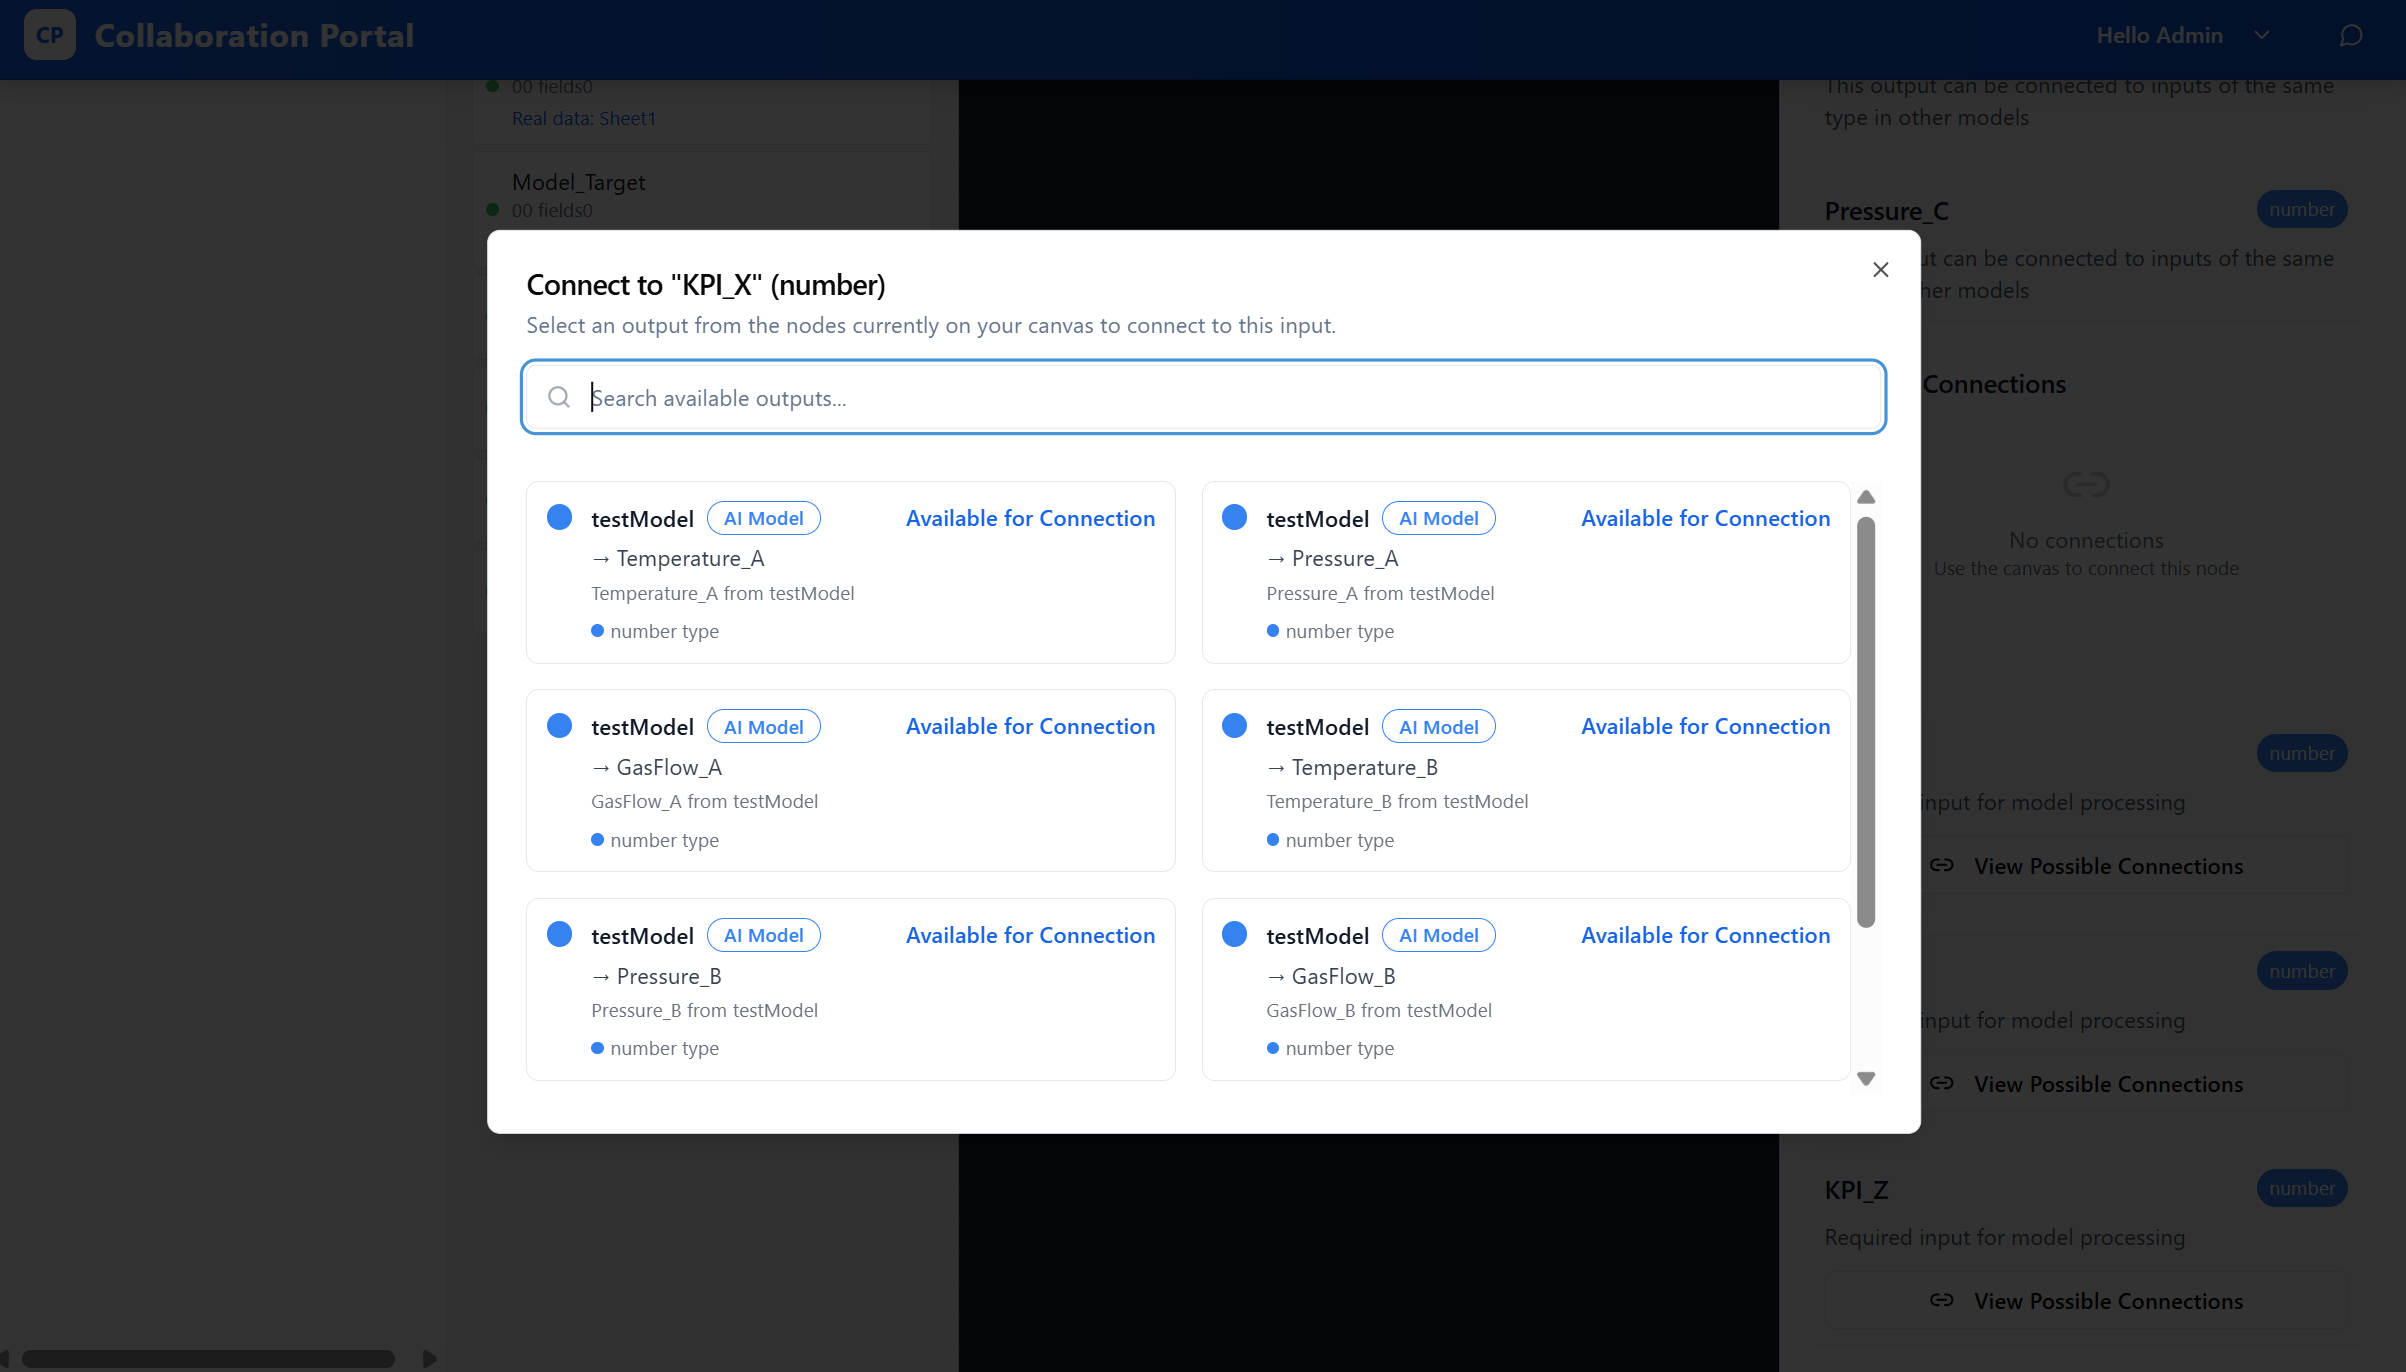 CP Collaboration Portal
Hello Admin
00 fields0
Real data: Sheet1
Model_Target
00 fields0
This output can be connected to inputs of the same
type in other models
Pressure_C
number
ut can be connected to inputs of the same
her models
Connections
No connections
Use the canvas to connect this node
number
input for model processing
View Possible Connections
number
input for model processing
View Possible Connections
KPI_Z
number
Required input for model processing
View Possible Connections
Connect to "KPI_X" (number)
Select an output from the nodes currently on your canvas to connect to this input.
Search available outputs...
testModel AI Model Available for Connection
→ Temperature_A
Temperature_A from testModel
number type
testModel AI Model Available for Connection
→ Pressure_A
Pressure_A from testModel
number type
testModel AI Model Available for Connection
→ GasFlow_A
GasFlow_A from testModel
number type
testModel AI Model Available for Connection
→ Temperature_B
Temperature_B from testModel
number type
testModel AI Model Available for Connection
→ Pressure_B
Pressure_B from testModel
number type
testModel AI Model Available for Connection
→ GasFlow_B
GasFlow_B from testModel
number type